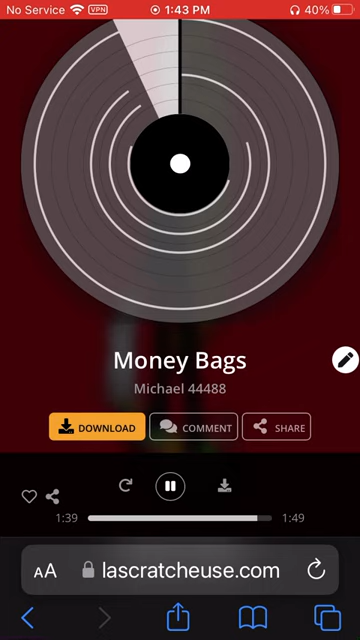 No Service VPN 1:43 PM 40%
Money Bags
Michael 44488
DOWNLOAD COMMENT SHARE
1:39 1:49
AA lascratcheuse.com